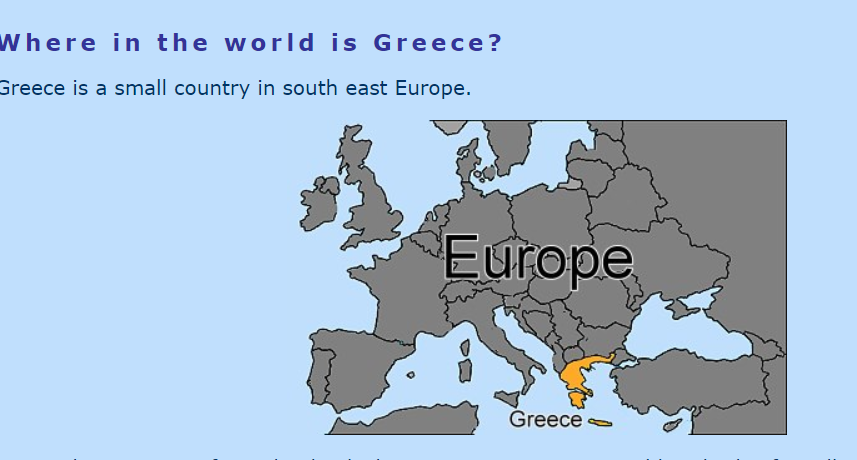 Where in the world is Greece?
Greece is a small country in south east Europe.
Europe
Greece